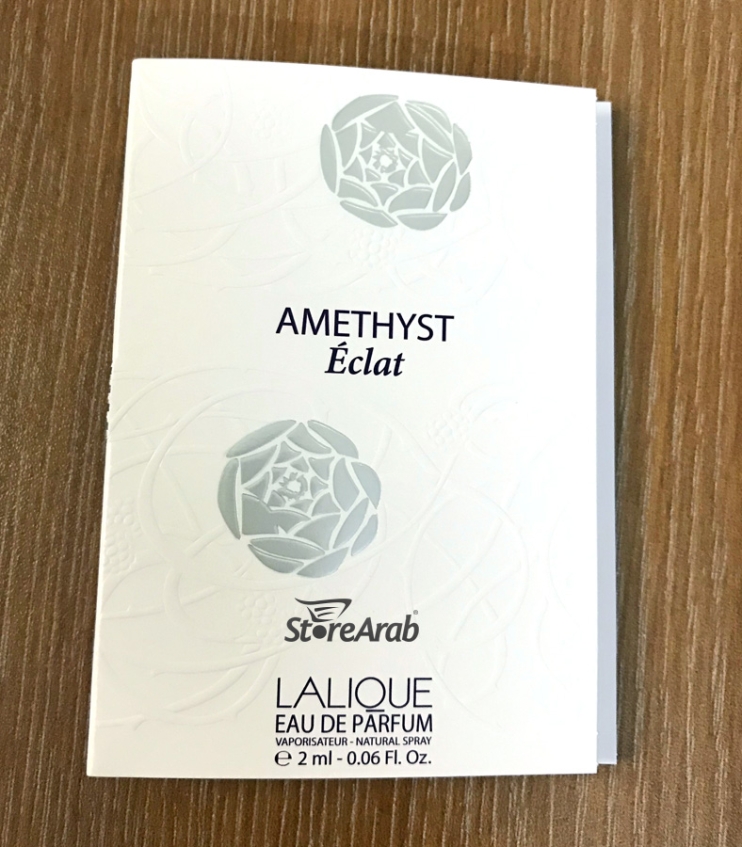 AMETHYST
Éclat
StoreArab®
LALIQUE
EAU DE PARFUM
VAPORISATEUR - NATURAL SPRAY
℮ 2 ml - 0.06 Fl. Oz.